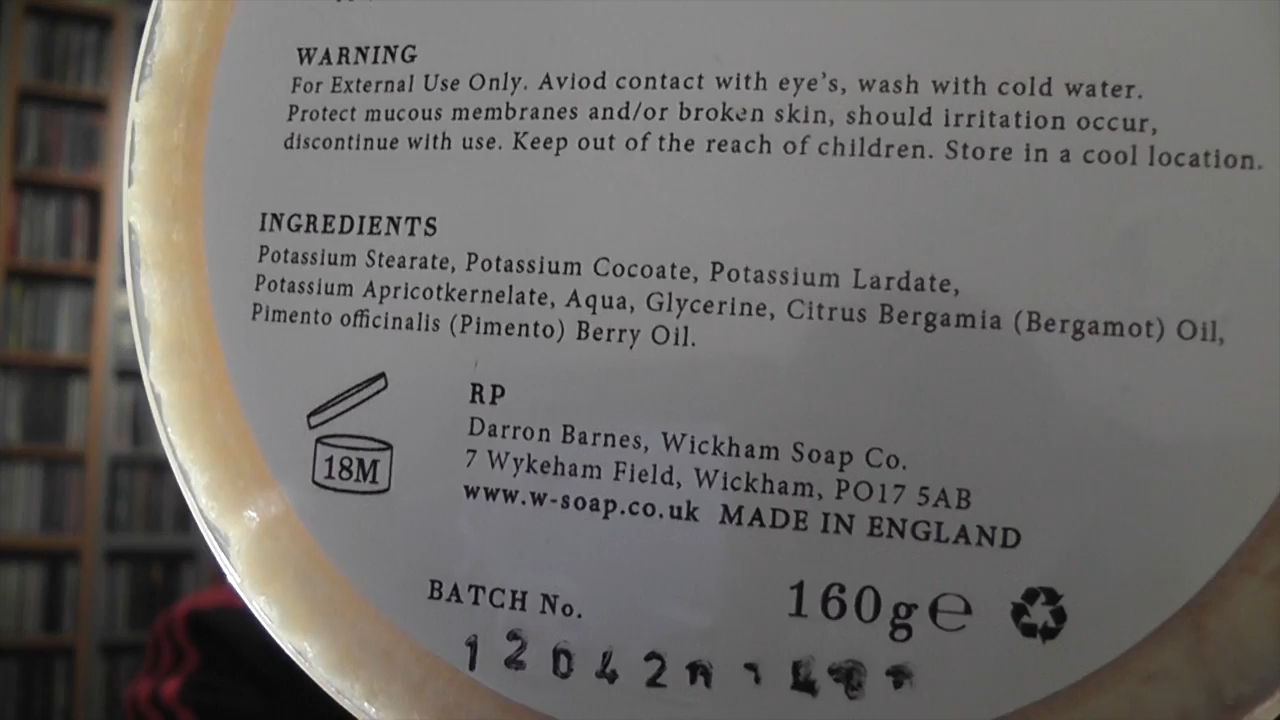 WARNING
For External Use Only. Aviod contact with eye's, wash with cold water.
Protect mucous membranes and/or broken skin, should irritation occur,
discontinue with use. Keep out of the reach of children. Store in a cool location.
INGREDIENTS
Potassium Stearate, Potassium Cocoate, Potassium Lardate,
Potassium Apricotkernelate, Aqua, Glycerine, Citrus Bergamia (Bergamot) Oil,
Pimento officinalis (Pimento) Berry Oil.
18M
RP
Darron Barnes, Wickham Soap Co.
7 Wykeham Field, Wickham, PO17 5AB
www.w-soap.co.uk MADE IN ENGLAND
BATCH No.
160g℮